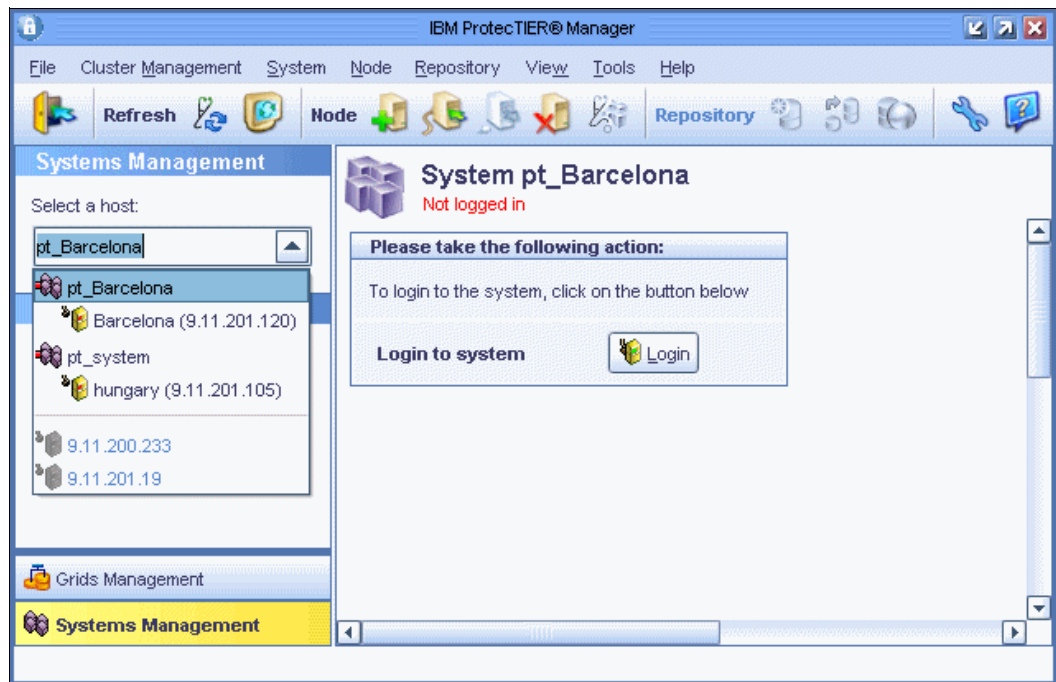 IBM ProtecTIER® Manager
File Cluster Management System Node Repository View Tools Help
Refresh Node Repository
Systems Management
Select a host:
pt_Barcelona
pt_Barcelona
Barcelona (9.11.201.120)
pt_system
hungary (9.11.201.105)
9.11.200.233
9.11.201.19
Grids Management
Systems Management
System pt_Barcelona
Not logged in
Please take the following action:
To login to the system, click on the button below
Login to system Login